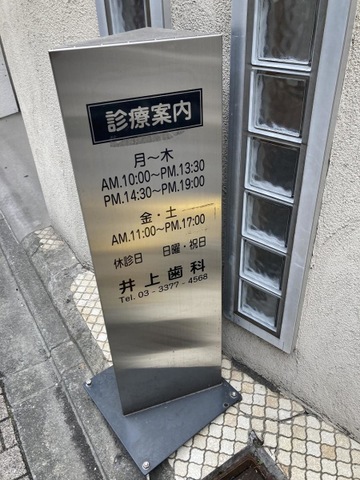 診療案内
月～木
AM.10:00～PM.13:30
PM.14:30～PM.19:00
金・土
AM.11:00～PM.17:00
休診日 日曜・祝日
井上歯科
Tel. 03 - 3377 - 4568